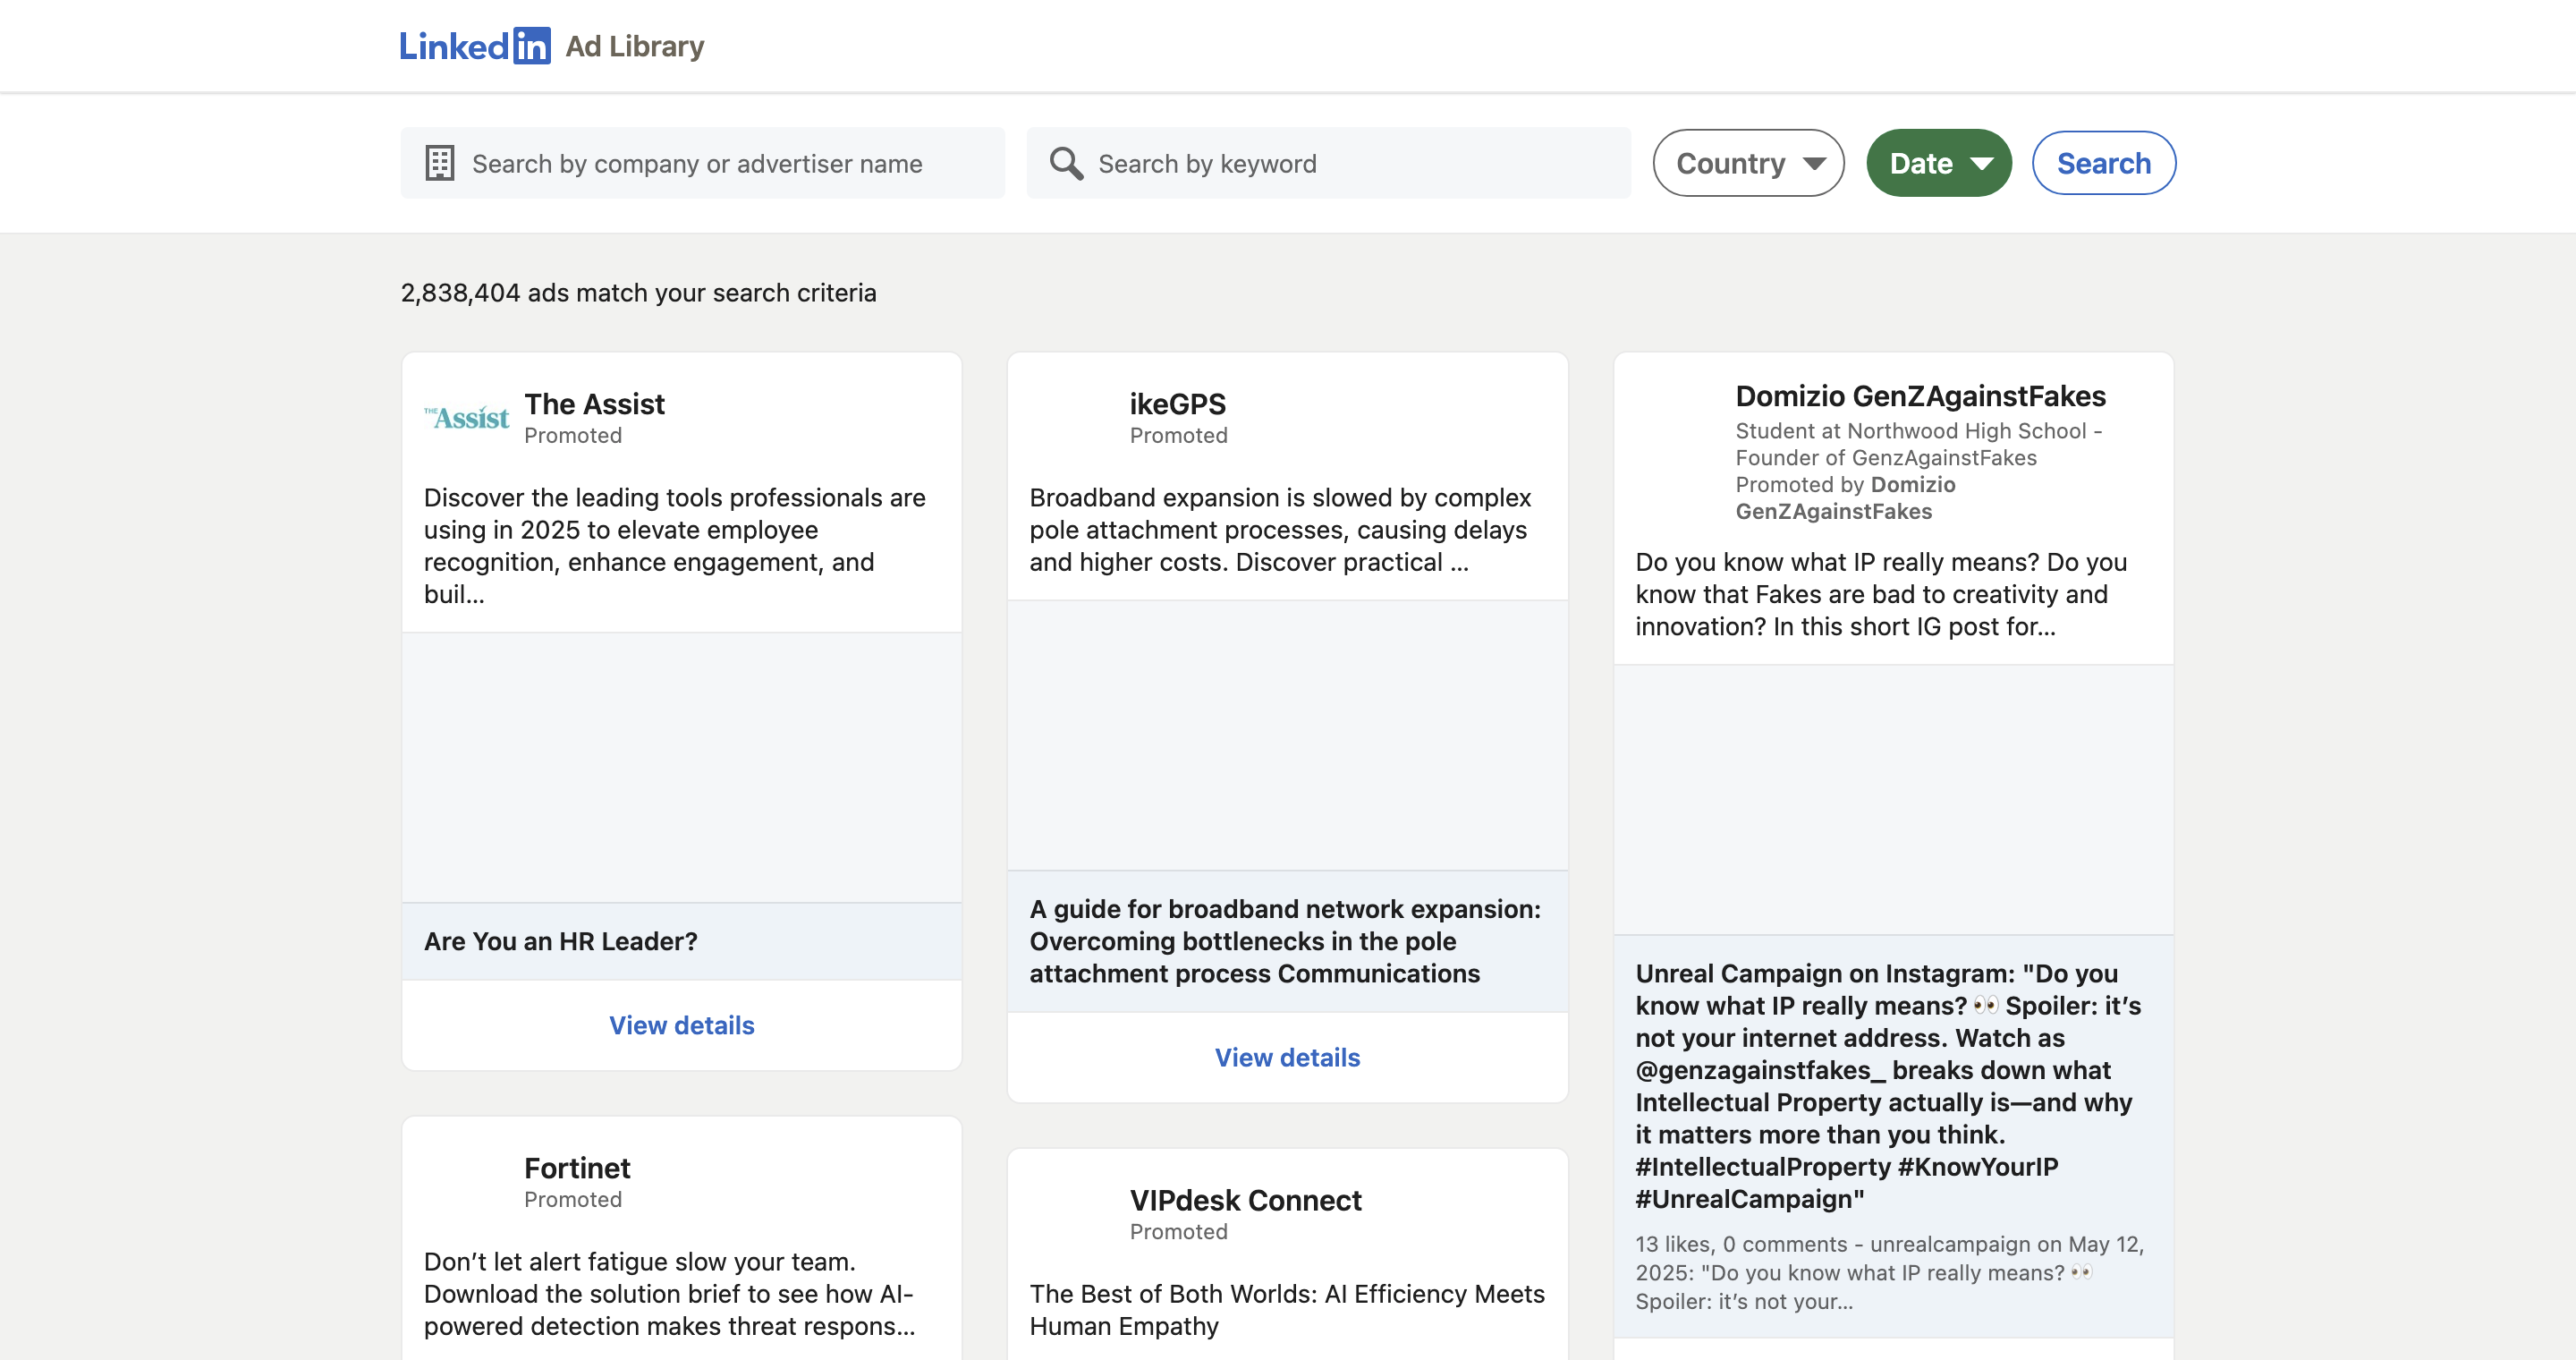 Linkedin Ad Library
Search by company or advertiser name
Search by keyword
Country
Date
Search
2,838,404 ads match your search criteria
THE Assist
The Assist
Promoted
Discover the leading tools professionals are
using in 2025 to elevate employee
recognition, enhance engagement, and
buil...
Are You an HR Leader?
View details
Fortinet
Promoted
Don’t let alert fatigue slow your team.
Download the solution brief to see how AI-
powered detection makes threat respons...
ikeGPS
Promoted
Broadband expansion is slowed by complex
pole attachment processes, causing delays
and higher costs. Discover practical ...
A guide for broadband network expansion:
Overcoming bottlenecks in the pole
attachment process Communications
View details
VIPdesk Connect
Promoted
The Best of Both Worlds: AI Efficiency Meets
Human Empathy
Domizio GenZAgainstFakes
Student at Northwood High School -
Founder of GenzAgainstFakes
Promoted by Domizio
GenZAgainstFakes
Do you know what IP really means? Do you
know that Fakes are bad to creativity and
innovation? In this short IG post for...
Unreal Campaign on Instagram: "Do you
know what IP really means? 👀 Spoiler: it’s
not your internet address. Watch as
@genzagainstfakes_ breaks down what
Intellectual Property actually is—and why
it matters more than you think.
#IntellectualProperty #KnowYourIP
#UnrealCampaign"
13 likes, 0 comments - unrealcampaign on May 12,
2025: "Do you know what IP really means? 👀
Spoiler: it’s not your...